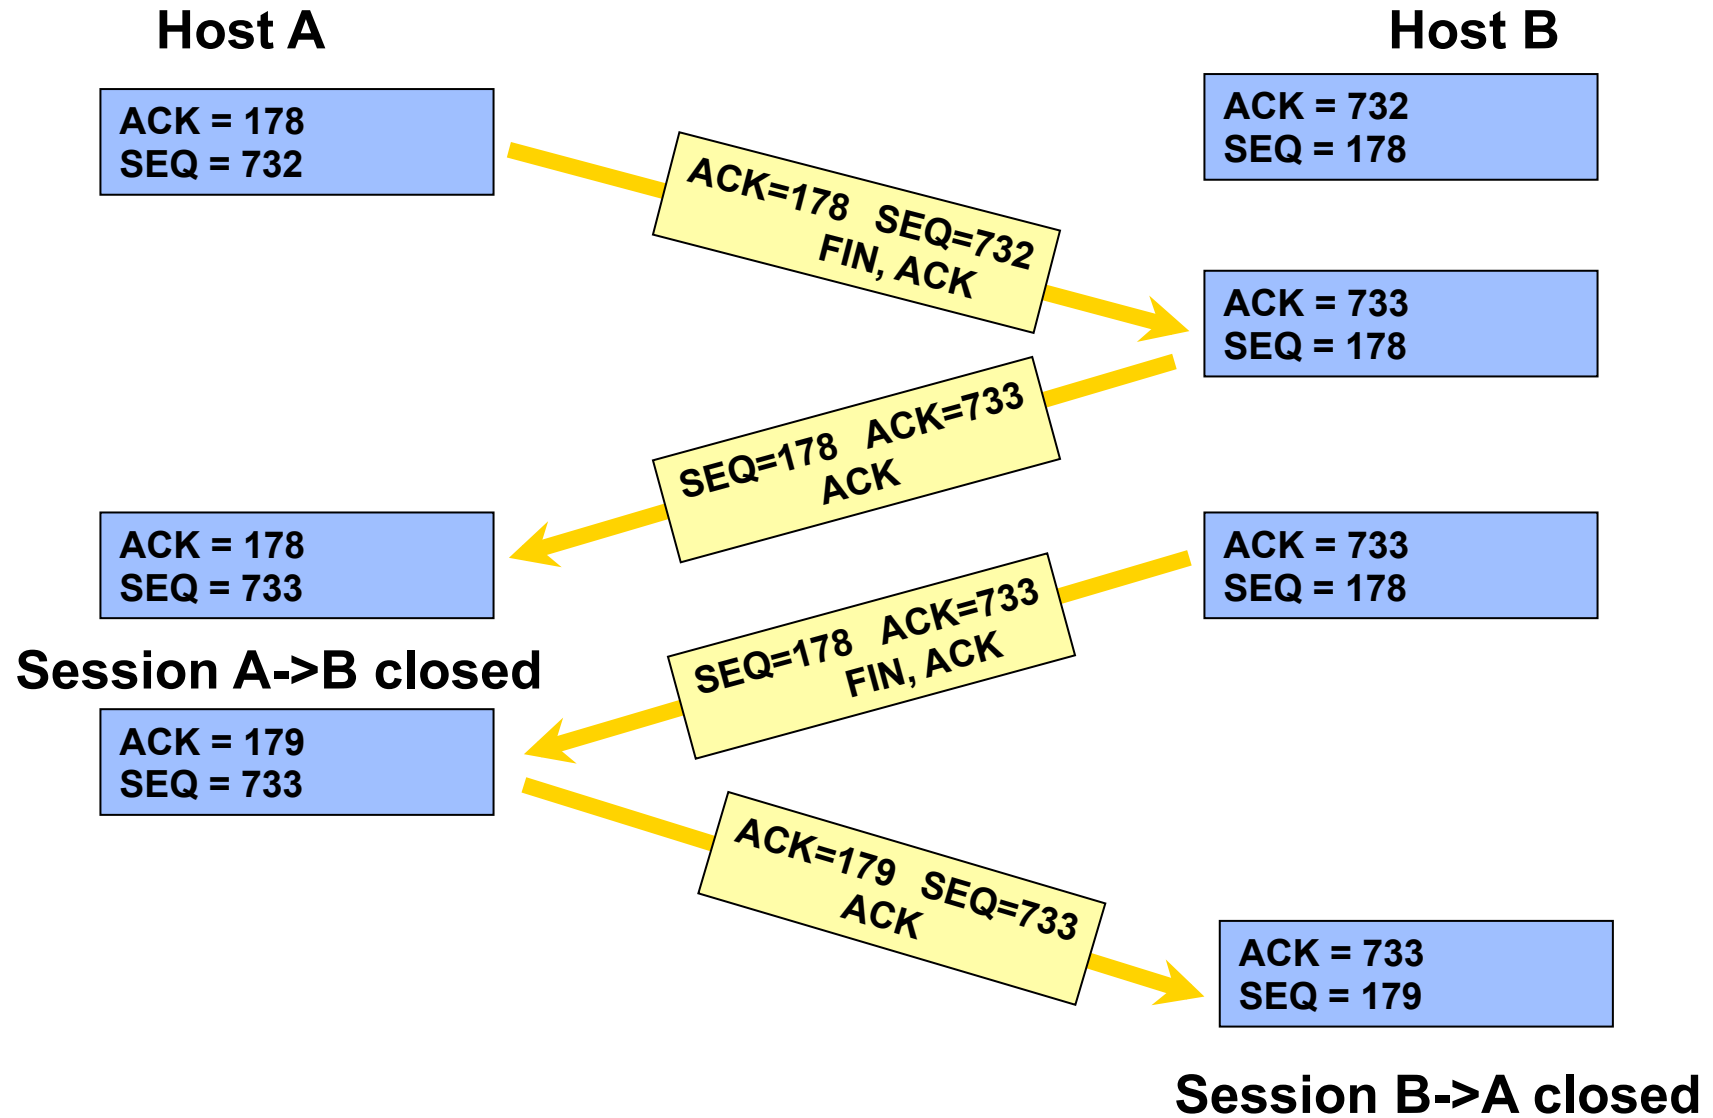 Host A
Host B
ACK = 178
SEQ = 732
ACK = 732
SEQ = 178
ACK=178 SEQ=732
FIN, ACK
ACK = 733
SEQ = 178
SEQ=178 ACK=733
ACK
ACK = 178
SEQ = 733
ACK = 733
SEQ = 178
Session A->B closed
SEQ=178 ACK=733
FIN, ACK
ACK = 179
SEQ = 733
ACK=179 SEQ=733
ACK
ACK = 733
SEQ = 179
Session B->A closed